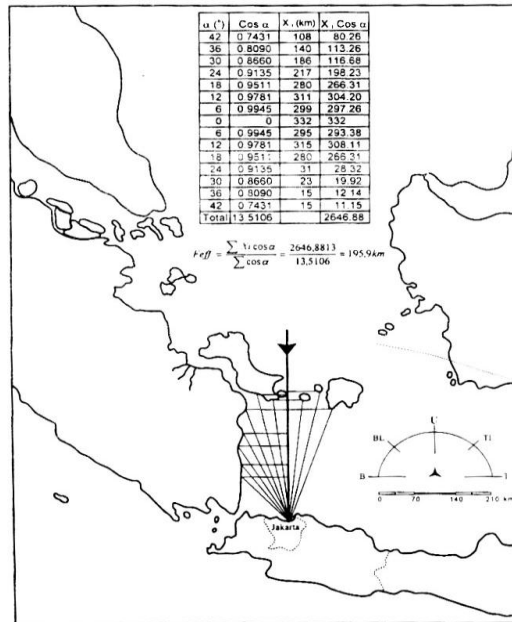 α (°) Cos α X, (km) X, Cos α
42 0.7431 108 80.26
36 0.8090 140 113.26
30 0.8660 186 116.68
24 0.9135 217 198.23
18 0.9511 280 266.31
12 0.9781 311 304.20
6 0.9945 299 297.26
0 0 332 332
6 0.9945 295 293.38
12 0.9781 315 308.11
18 0.9511 280 266.31
24 0.9135 31 28.32
30 0.8660 23 19.92
36 0.8090 15 12.14
42 0.7431 15 11.15
Total 13.5106 2646.88
Feff = ∑ Xi cos α / ∑ cos α = 2646,8813 / 13,5106 = 195,9km
U
BL TL
B T
0 70 140 210 km
Jakarta